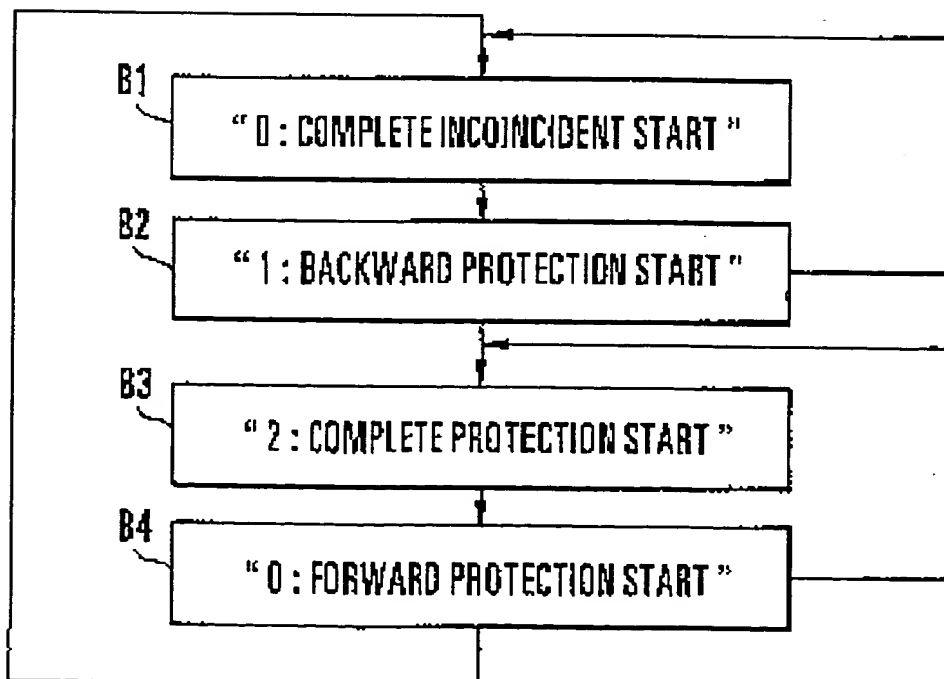 B1
“ 0 : COMPLETE INCOINCIDENT START ”
B2
“ 1 : BACKWARD PROTECTION START ”
B3
“ 2 : COMPLETE PROTECTION START ”
B4
“ 0 : FORWARD PROTECTION START ”